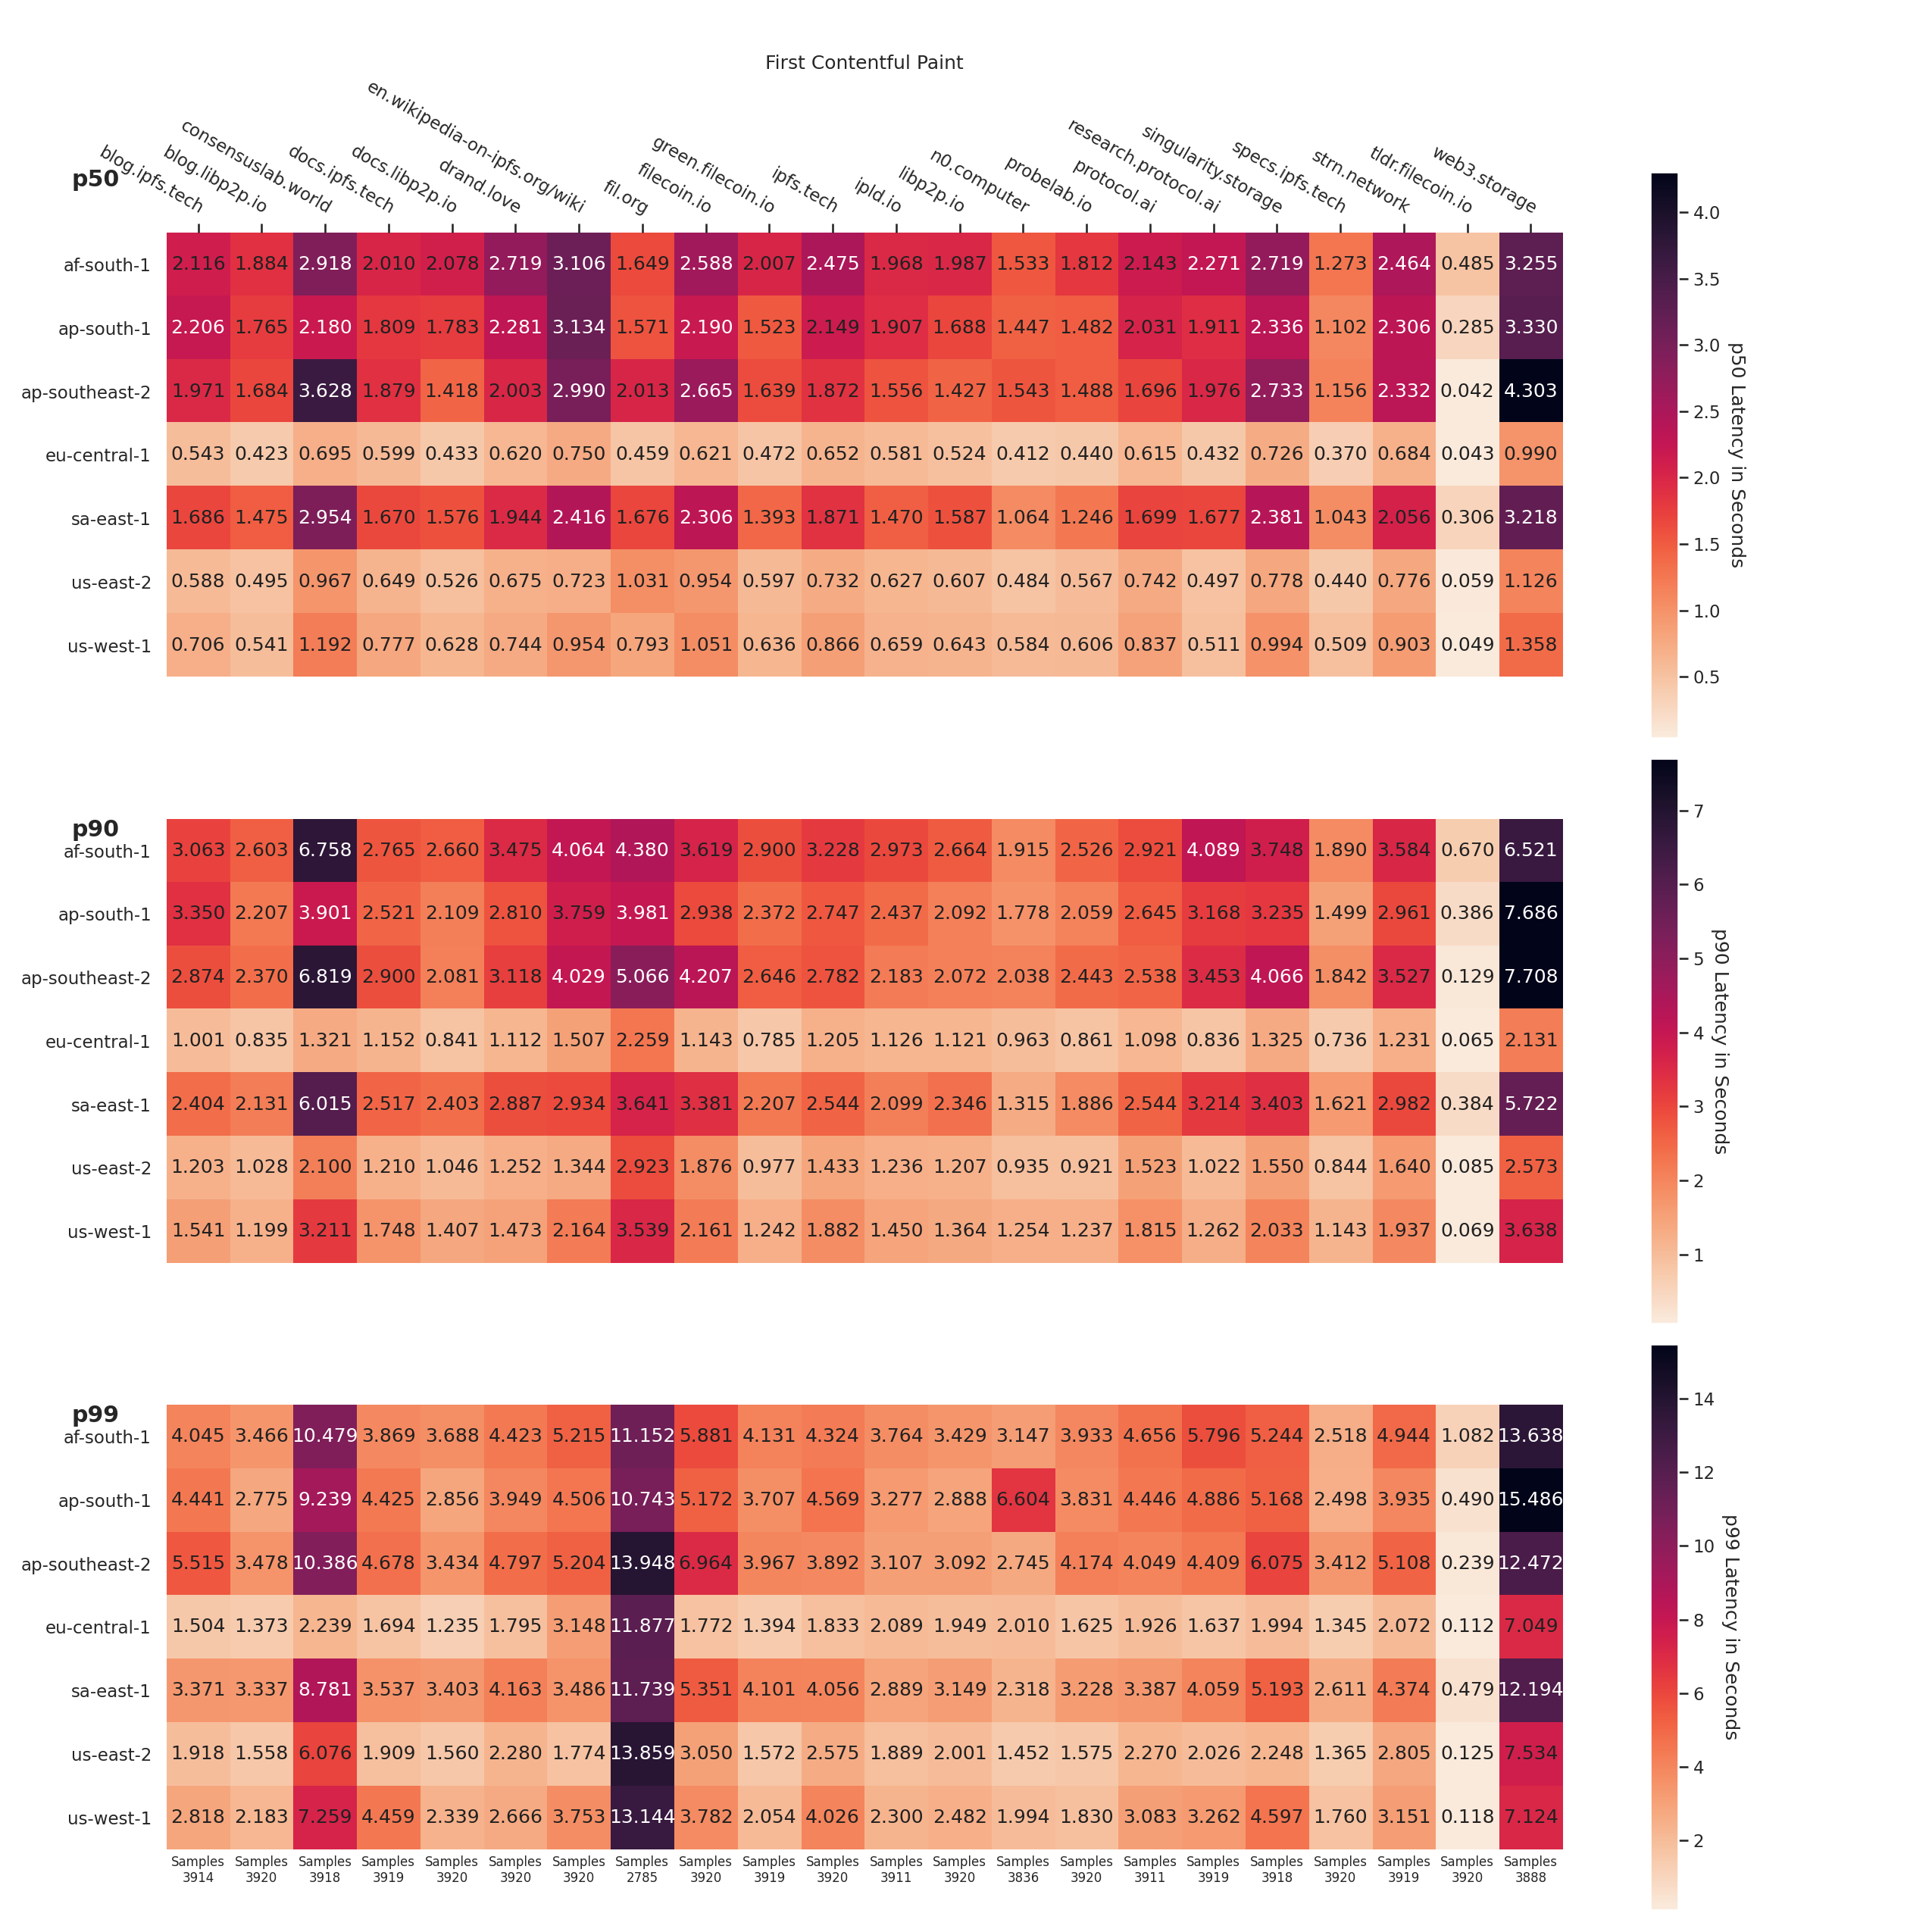 First Contentful Paint
p50
blog.ipfs.tech
blog.libp2p.io
consensuslab.world
docs.ipfs.tech
docs.libp2p.io
drand.love
en.wikipedia-on-ipfs.org/wiki
fil.org
filecoin.io
green.filecoin.io
ipfs.tech
ipld.io
libp2p.io
n0.computer
probelab.io
protocol.ai
research.protocol.ai
singularity.storage
specs.ipfs.tech
strn.network
tldr.filecoin.io
web3.storage
af-south-1 2.116 1.884 2.918 2.010 2.078 2.719 3.106 1.649 2.588 2.007 2.475 1.968 1.987 1.533 1.812 2.143 2.271 2.719 1.273 2.464 0.485 3.255
ap-south-1 2.206 1.765 2.180 1.809 1.783 2.281 3.134 1.571 2.190 1.523 2.149 1.907 1.688 1.447 1.482 2.031 1.911 2.336 1.102 2.306 0.285 3.330
ap-southeast-2 1.971 1.684 3.628 1.879 1.418 2.003 2.990 2.013 2.665 1.639 1.872 1.556 1.427 1.543 1.488 1.696 1.976 2.733 1.156 2.332 0.042 4.303
eu-central-1 0.543 0.423 0.695 0.599 0.433 0.620 0.750 0.459 0.621 0.472 0.652 0.581 0.524 0.412 0.440 0.615 0.432 0.726 0.370 0.684 0.043 0.990
sa-east-1 1.686 1.475 2.954 1.670 1.576 1.944 2.416 1.676 2.306 1.393 1.871 1.470 1.587 1.064 1.246 1.699 1.677 2.381 1.043 2.056 0.306 3.218
us-east-2 0.588 0.495 0.967 0.649 0.526 0.675 0.723 1.031 0.954 0.597 0.732 0.627 0.607 0.484 0.567 0.742 0.497 0.778 0.440 0.776 0.059 1.126
us-west-1 0.706 0.541 1.192 0.777 0.628 0.744 0.954 0.793 1.051 0.636 0.866 0.659 0.643 0.584 0.606 0.837 0.511 0.994 0.509 0.903 0.049 1.358
4.0
3.5
3.0
2.5
2.0
1.5
1.0
0.5
p50 Latency in Seconds
p90
af-south-1 3.063 2.603 6.758 2.765 2.660 3.475 4.064 4.380 3.619 2.900 3.228 2.973 2.664 1.915 2.526 2.921 4.089 3.748 1.890 3.584 0.670 6.521
ap-south-1 3.350 2.207 3.901 2.521 2.109 2.810 3.759 3.981 2.938 2.372 2.747 2.437 2.092 1.778 2.059 2.645 3.168 3.235 1.499 2.961 0.386 7.686
ap-southeast-2 2.874 2.370 6.819 2.900 2.081 3.118 4.029 5.066 4.207 2.646 2.782 2.183 2.072 2.038 2.443 2.538 3.453 4.066 1.842 3.527 0.129 7.708
eu-central-1 1.001 0.835 1.321 1.152 0.841 1.112 1.507 2.259 1.143 0.785 1.205 1.126 1.121 0.963 0.861 1.098 0.836 1.325 0.736 1.231 0.065 2.131
sa-east-1 2.404 2.131 6.015 2.517 2.403 2.887 2.934 3.641 3.381 2.207 2.544 2.099 2.346 1.315 1.886 2.544 3.214 3.403 1.621 2.982 0.384 5.722
us-east-2 1.203 1.028 2.100 1.210 1.046 1.252 1.344 2.923 1.876 0.977 1.433 1.236 1.207 0.935 0.921 1.523 1.022 1.550 0.844 1.640 0.085 2.573
us-west-1 1.541 1.199 3.211 1.748 1.407 1.473 2.164 3.539 2.161 1.242 1.882 1.450 1.364 1.254 1.237 1.815 1.262 2.033 1.143 1.937 0.069 3.638
7
6
5
4
3
2
1
p90 Latency in Seconds
p99
af-south-1 4.045 3.466 10.479 3.869 3.688 4.423 5.215 11.152 5.881 4.131 4.324 3.764 3.429 3.147 3.933 4.656 5.796 5.244 2.518 4.944 1.082 13.638
ap-south-1 4.441 2.775 9.239 4.425 2.856 3.949 4.506 10.743 5.172 3.707 4.569 3.277 2.888 6.604 3.831 4.446 4.886 5.168 2.498 3.935 0.490 15.486
ap-southeast-2 5.515 3.478 10.386 4.678 3.434 4.797 5.204 13.948 6.964 3.967 3.892 3.107 3.092 2.745 4.174 4.049 4.409 6.075 3.412 5.108 0.239 12.472
eu-central-1 1.504 1.373 2.239 1.694 1.235 1.795 3.148 11.877 1.772 1.394 1.833 2.089 1.949 2.010 1.625 1.926 1.637 1.994 1.345 2.072 0.112 7.049
sa-east-1 3.371 3.337 8.781 3.537 3.403 4.163 3.486 11.739 5.351 4.101 4.056 2.889 3.149 2.318 3.228 3.387 4.059 5.193 2.611 4.374 0.479 12.194
us-east-2 1.918 1.558 6.076 1.909 1.560 2.280 1.774 13.859 3.050 1.572 2.575 1.889 2.001 1.452 1.575 2.270 2.026 2.248 1.365 2.805 0.125 7.534
us-west-1 2.818 2.183 7.259 4.459 2.339 2.666 3.753 13.144 3.782 2.054 4.026 2.300 2.482 1.994 1.830 3.083 3.262 4.597 1.760 3.151 0.118 7.124
Samples Samples Samples Samples Samples Samples Samples Samples Samples Samples Samples Samples Samples Samples Samples Samples Samples Samples Samples Samples Samples Samples
3914 3920 3918 3919 3920 3920 3920 2785 3920 3919 3920 3911 3920 3836 3920 3911 3919 3918 3920 3919 3920 3888
14
12
10
8
6
4
2
p99 Latency in Seconds